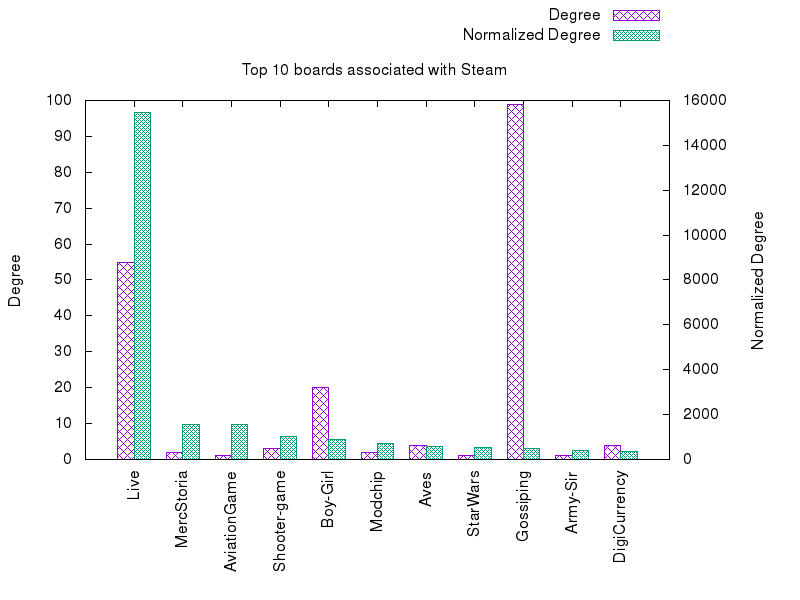 Degree
Normalized Degree
Top 10 boards associated with Steam
100
90
80
70
60
50
40
30
20
10
0
Degree
16000
14000
12000
10000
8000
6000
4000
2000
0
Normalized Degree
Live
MercStoria
AviationGame
Shooter-game
Boy-Girl
Modchip
Aves
StarWars
Gossiping
Army-Sir
DigiCurrency